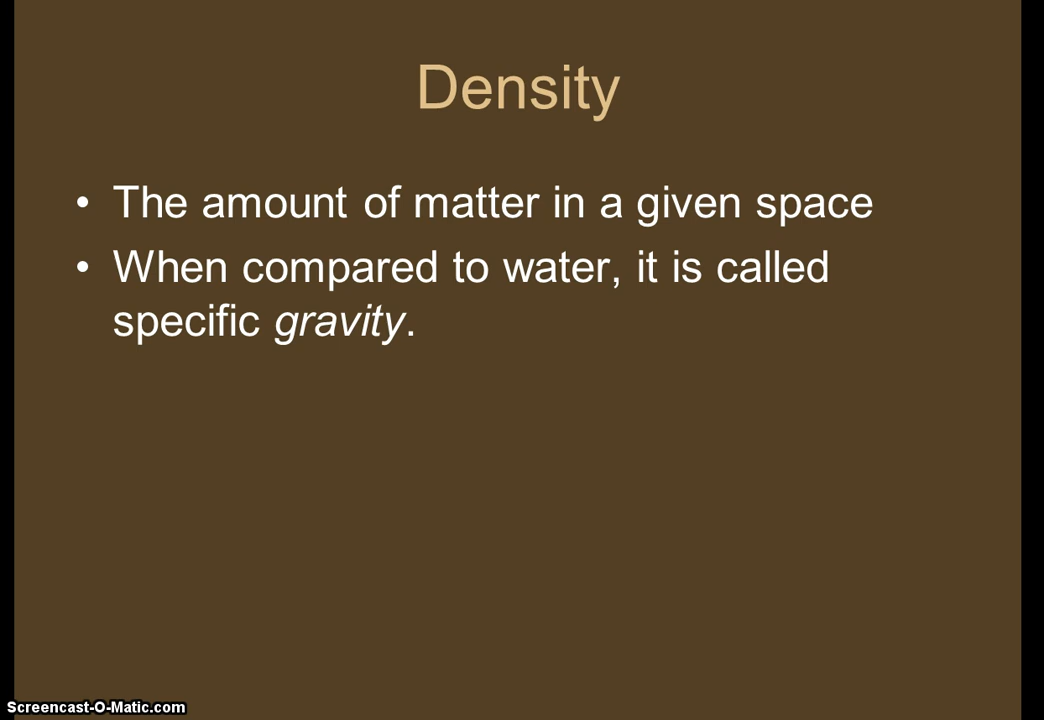 Density
• The amount of matter in a given space
• When compared to water, it is called
specific gravity.
Screencast-O-Matic.com